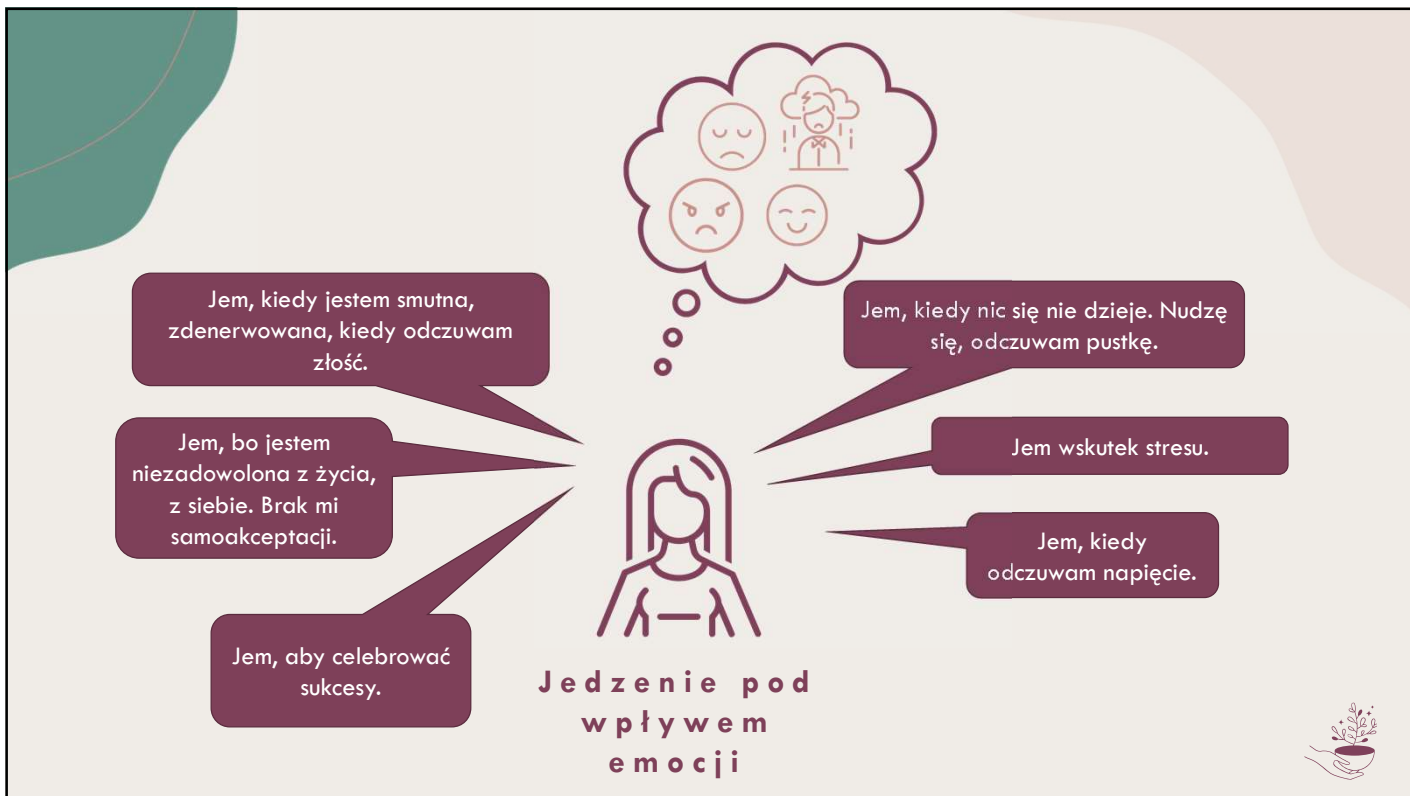 Jem, kiedy jestem smutna,
zdenerwowana, kiedy odczuwam
złość.
Jem, kiedy nic się nie dzieje. Nudzę
się, odczuwam pustkę.
Jem, bo jestem
niezadowolona z życia,
z siebie. Brak mi
samoakceptacji.
Jem wskutek stresu.
Jem, kiedy
odczuwam napięcie.
Jem, aby celebrować
sukcesy.
Jedzenie pod
wpływem
emocji